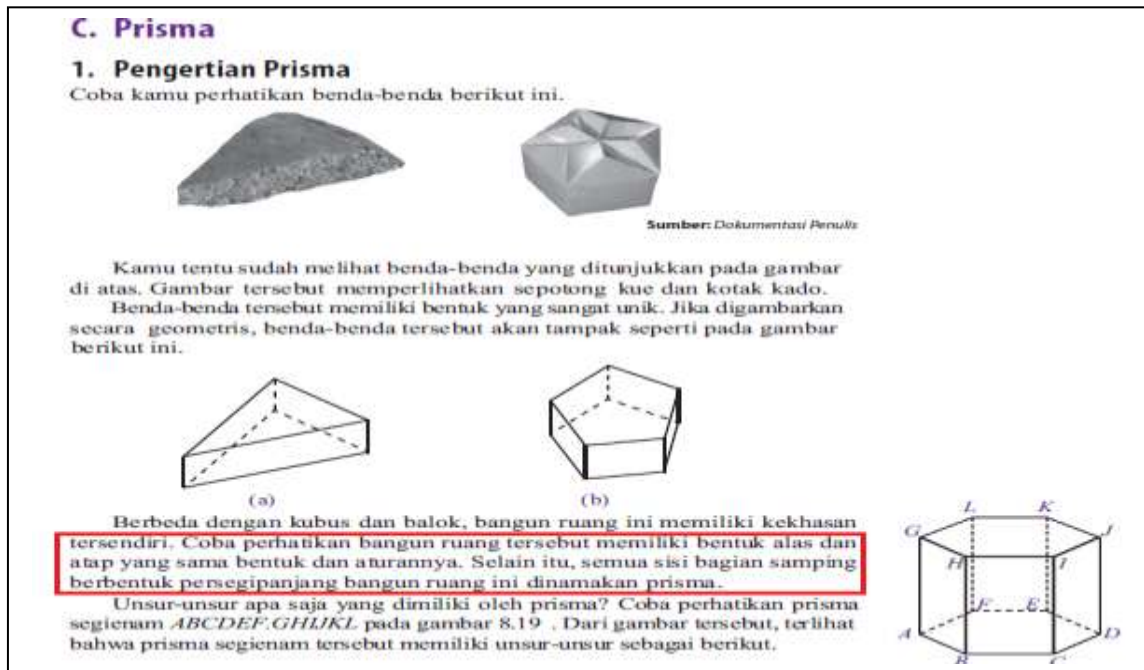 C. Prisma
1. Pengertian Prisma
Coba kamu perhatikan benda-benda berikut ini.
Sumber: Dokumentasi Penulis
Kamu tentu sudah melihat benda-benda yang ditunjukkan pada gambar
di atas. Gambar tersebut memperlihatkan sepotong kue dan kotak kado.
Benda-benda tersebut memiliki bentuk yang sangat unik. Jika digambarkan
secara geometris, benda-benda tersebut akan tampak seperti pada gambar
berikut ini.
(a) (b)
Berbeda dengan kubus dan balok, bangun ruang ini memiliki kekhasan
tersendiri. Coba perhatikan bangun ruang tersebut memiliki bentuk alas dan
atap yang sama bentuk dan aturannya. Selain itu, semua sisi bagian samping
berbentuk persegipanjang bangun ruang ini dinamakan prisma.
Unsur-unsur apa saja yang dimiliki oleh prisma? Coba perhatikan prisma
segienam ABCDEF.GHIJKL pada gambar 8.19 . Dari gambar tersebut, terlihat
bahwa prisma segienam tersebut memiliki unsur-unsur sebagai berikut.
L K
G J
H I
F E
A D
B C